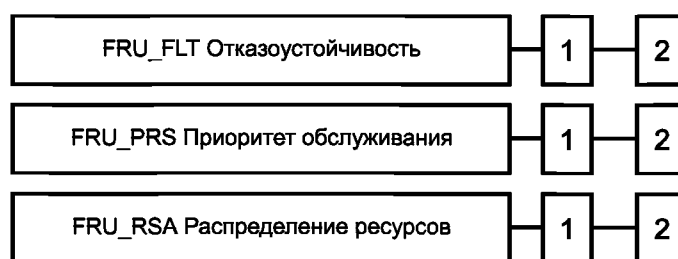 FRU_FLT Отказоустойчивость 1 2
FRU_PRS Приоритет обслуживания 1 2
FRU_RSA Распределение ресурсов 1 2